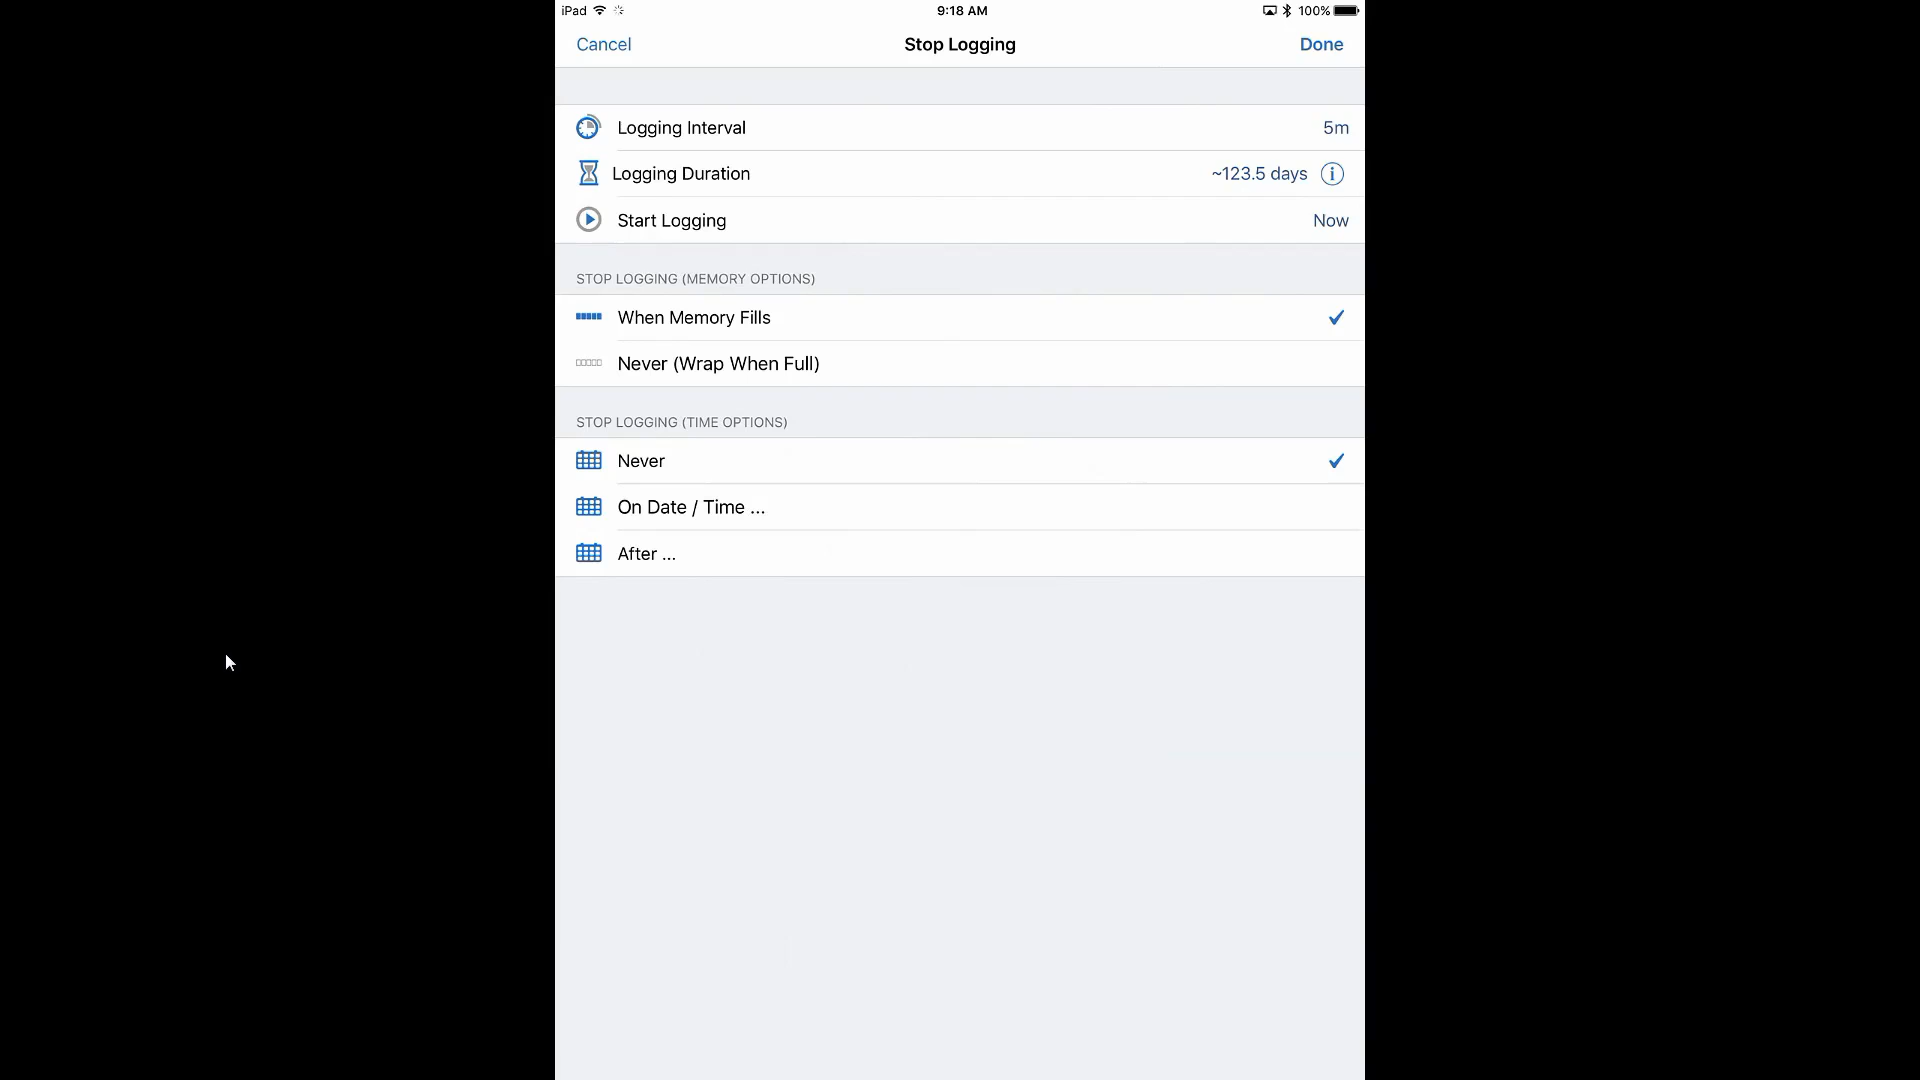 iPad 9:18 AM 100%
Cancel Stop Logging Done
Logging Interval 5m
Logging Duration ~123.5 days
Start Logging Now
STOP LOGGING (MEMORY OPTIONS)
When Memory Fills
Never (Wrap When Full)
STOP LOGGING (TIME OPTIONS)
Never
On Date / Time ...
After ...